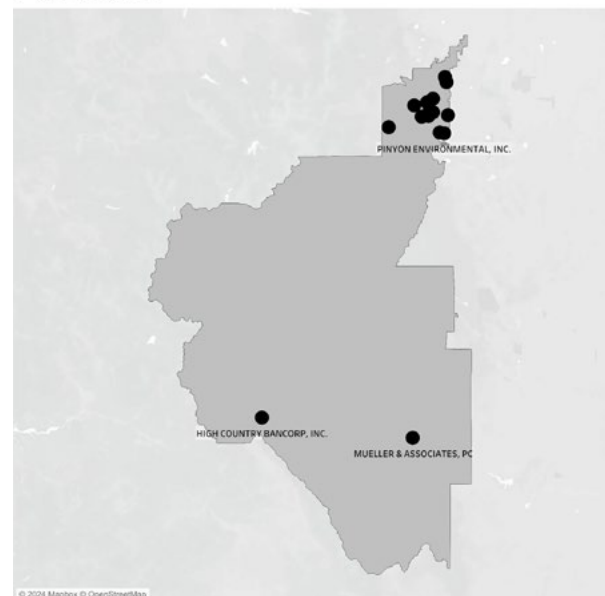 PINYON ENVIRONMENTAL, INC.
HIGH COUNTRY BANCORP, INC.
MUELLER & ASSOCIATES, PC
© 2024 Mapbox © OpenStreetMap